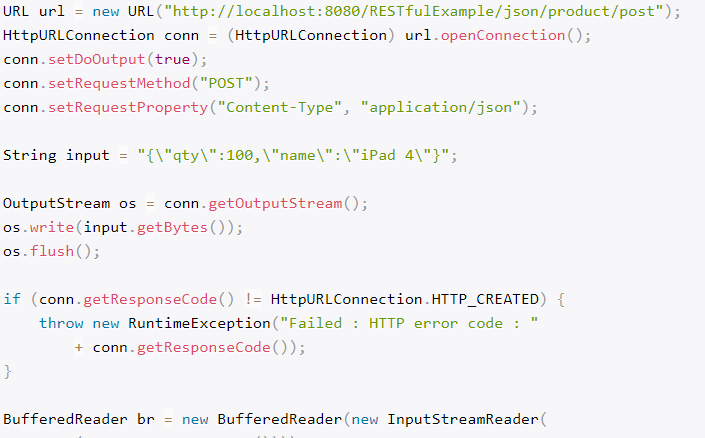 URL url = new URL("http://localhost:8080/RESTfulExample/json/product/post");
HttpURLConnection conn = (HttpURLConnection) url.openConnection();
conn.setDoOutput(true);
conn.setRequestMethod("POST");
conn.setRequestProperty("Content-Type", "application/json");

String input = "{\"qty\":100,\"name\":\"iPad 4\"}";

OutputStream os = conn.getOutputStream();
os.write(input.getBytes());
os.flush();

if (conn.getResponseCode() != HttpURLConnection.HTTP_CREATED) {
    throw new RuntimeException("Failed : HTTP error code : "
        + conn.getResponseCode());
}

BufferedReader br = new BufferedReader(new InputStreamReader(